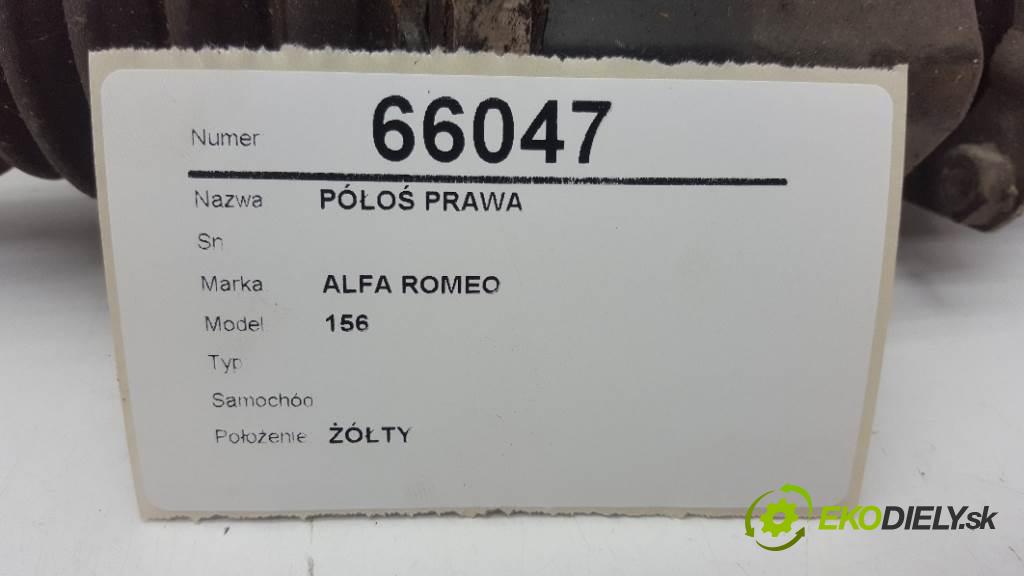 Numer 66047
Nazwa PÓŁOŚ PRAWA
Sn
Marka ALFA ROMEO
Model 156
Typ
Samochód
Położenie ŻÓŁTY
EKODIELY.sk